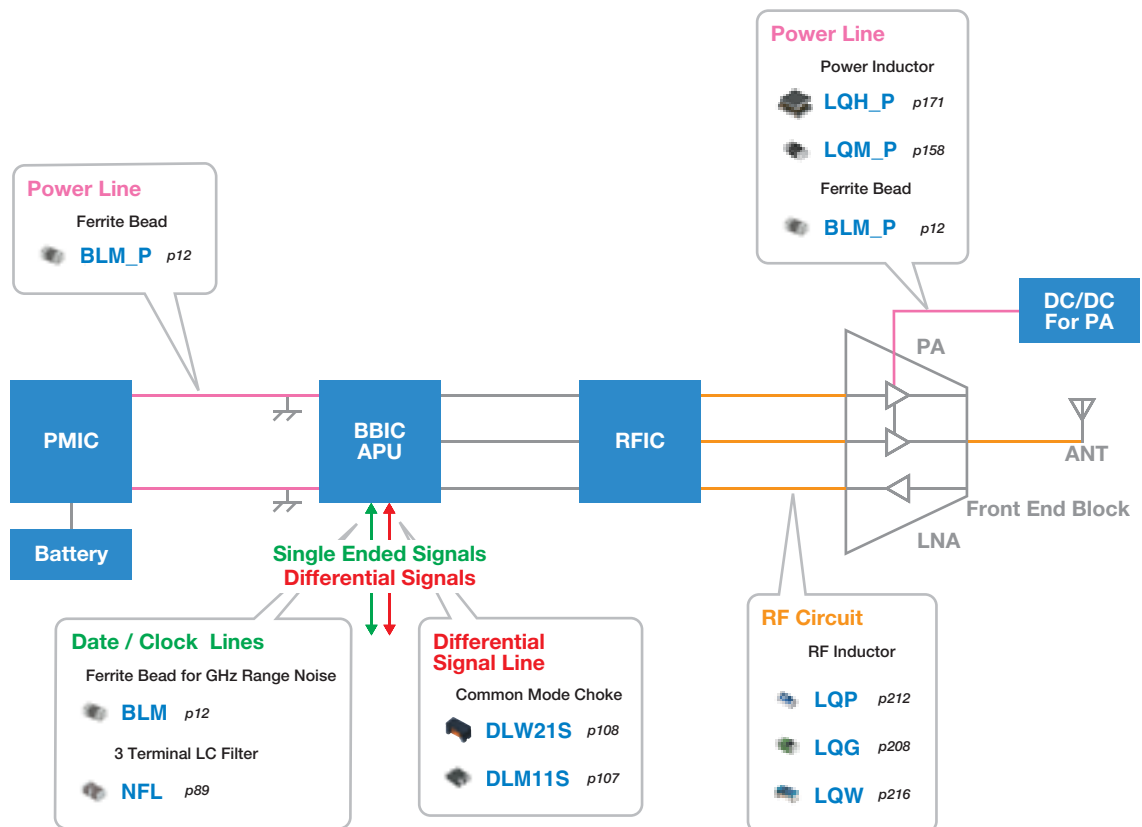 Power Line
Power Inductor
LQH_P p171
LQM_P p158
Ferrite Bead
BLM_P p12
Power Line
Ferrite Bead
BLM_P p12
DC/DC
For PA
PA
PMIC
BBIC
APU
RFIC
ANT
Front End Block
LNA
Battery
Single Ended Signals
Differential Signals
Date / Clock Lines
Ferrite Bead for GHz Range Noise
BLM p12
3 Terminal LC Filter
NFL p89
Differential
Signal Line
Common Mode Choke
DLW21S p108
DLM11S p107
RF Circuit
RF Inductor
LQP p212
LQG p208
LQW p216